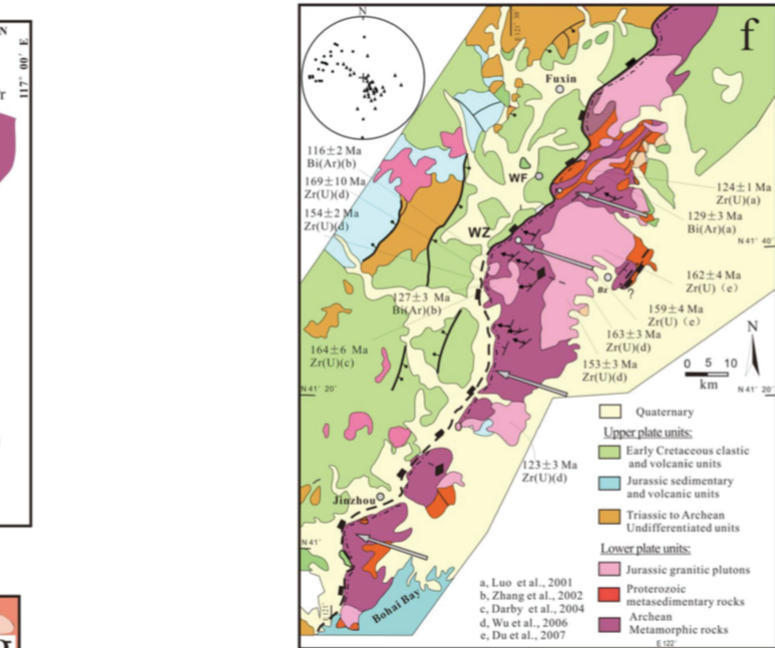 N
117° 00′ E
r
g
f
N
E 121° 30′
Fuxin
116±2 Ma
Bi(Ar)(b)
169±10 Ma
Zr(U)(d)
154±2 Ma
Zr(U)(d)
WF
WZ
124±1 Ma
Zr(U)(a)
129±3 Ma
Bi(Ar)(a)
N 41° 40′
Bz
?
162±4 Ma
Zr(U) (e)
127±3 Ma
Bi(Ar)(b)
159±4 Ma
Zr(U) (e)
163±3 Ma
Zr(U)(d)
164±6 Ma
Zr(U)(c)
153±3 Ma
Zr(U)(d)
N
0 5 10
km
N 41° 20′
N 41° 20′
123±3 Ma
Zr(U)(d)
Jinzhou
N 41°
121°
Bohai Bay
Quaternary
Upper plate units:
Early Cretaceous clastic
and volcanic units
Jurassic sedimentary
and volcanic units
Triassic to Archean
Undifferentiated units
Lower plate units:
Jurassic granitic plutons
Proterozoic
metasedimentary rocks
Archean
Metamorphic rocks
a, Luo et al., 2001
b, Zhang et al., 2002
c, Darby et al., 2004
d, Wu et al., 2006
e, Du et al., 2007
E 122°